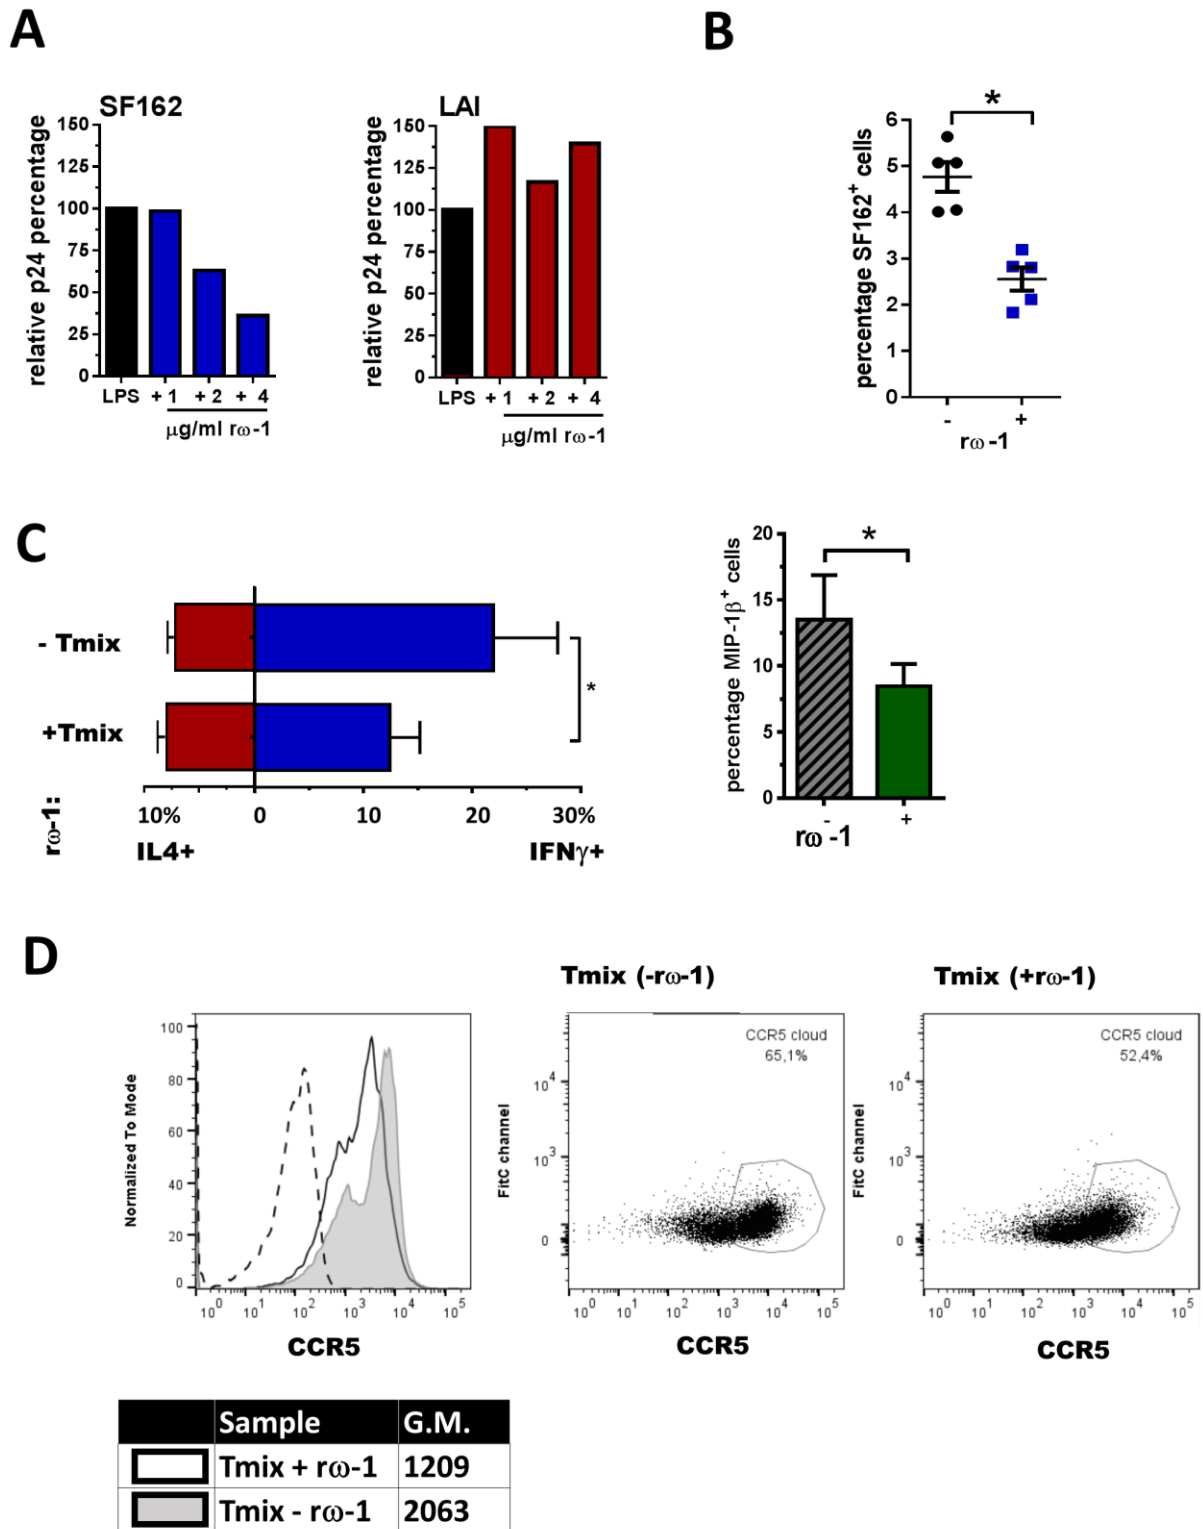 A
B
SF162
LAI
relative p24 percentage
150
125
100
75
50
25
0
LPS + 1 + 2 + 4
μg/ml rω-1
relative p24 percentage
150
125
100
75
50
25
0
LPS + 1 + 2 + 4
μg/ml rω-1
percentage SF162+ cells
6
5
4
3
2
1
0
*
- +
rω-1
C
- Tmix
+Tmix
*
rω-1:
10% 0 10 20 30%
IL4+ IFNγ+
percentage MIP-1β+ cells
20
15
10
5
0
*
- +
rω-1
D
Normalized To Mode
100
80
60
40
20
0
10^0 10^1 10^2 10^3 10^4 10^5
CCR5
Tmix (-rω-1)
CCR5 cloud
65,1%
FitC channel
10^4
10^3
0
10^0 10^1 10^2 10^3 10^4 10^5
CCR5
Tmix (+rω-1)
CCR5 cloud
52,4%
FitC channel
10^4
10^3
0
10^0 10^1 10^2 10^3 10^4 10^5
CCR5
Sample G.M.
Tmix + rω-1 1209
Tmix - rω-1 2063